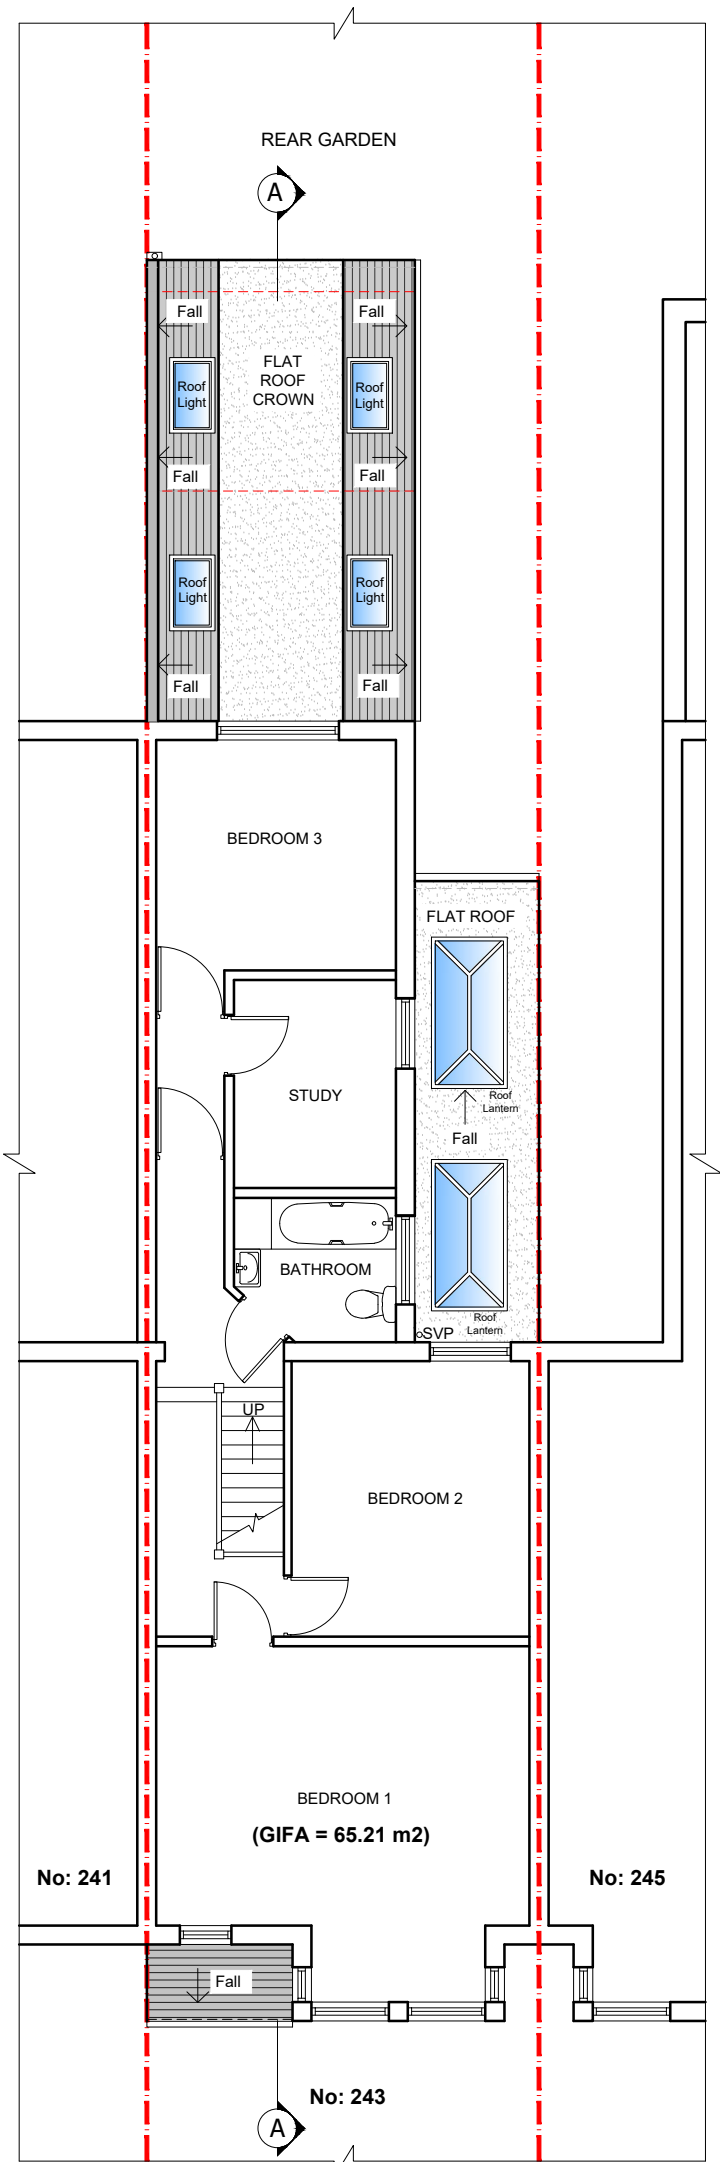 REAR GARDEN
A
Fall
Fall
FLAT
ROOF
CROWN
Roof
Light
Roof
Light
Fall
Fall
Roof
Light
Roof
Light
Fall
Fall
BEDROOM 3
FLAT ROOF
STUDY
Roof
Lantern
Fall
BATHROOM
Roof
Lantern
SVP
UP
BEDROOM 2
BEDROOM 1
(GIFA = 65.21 m2)
No: 241
No: 245
Fall
No: 243
A